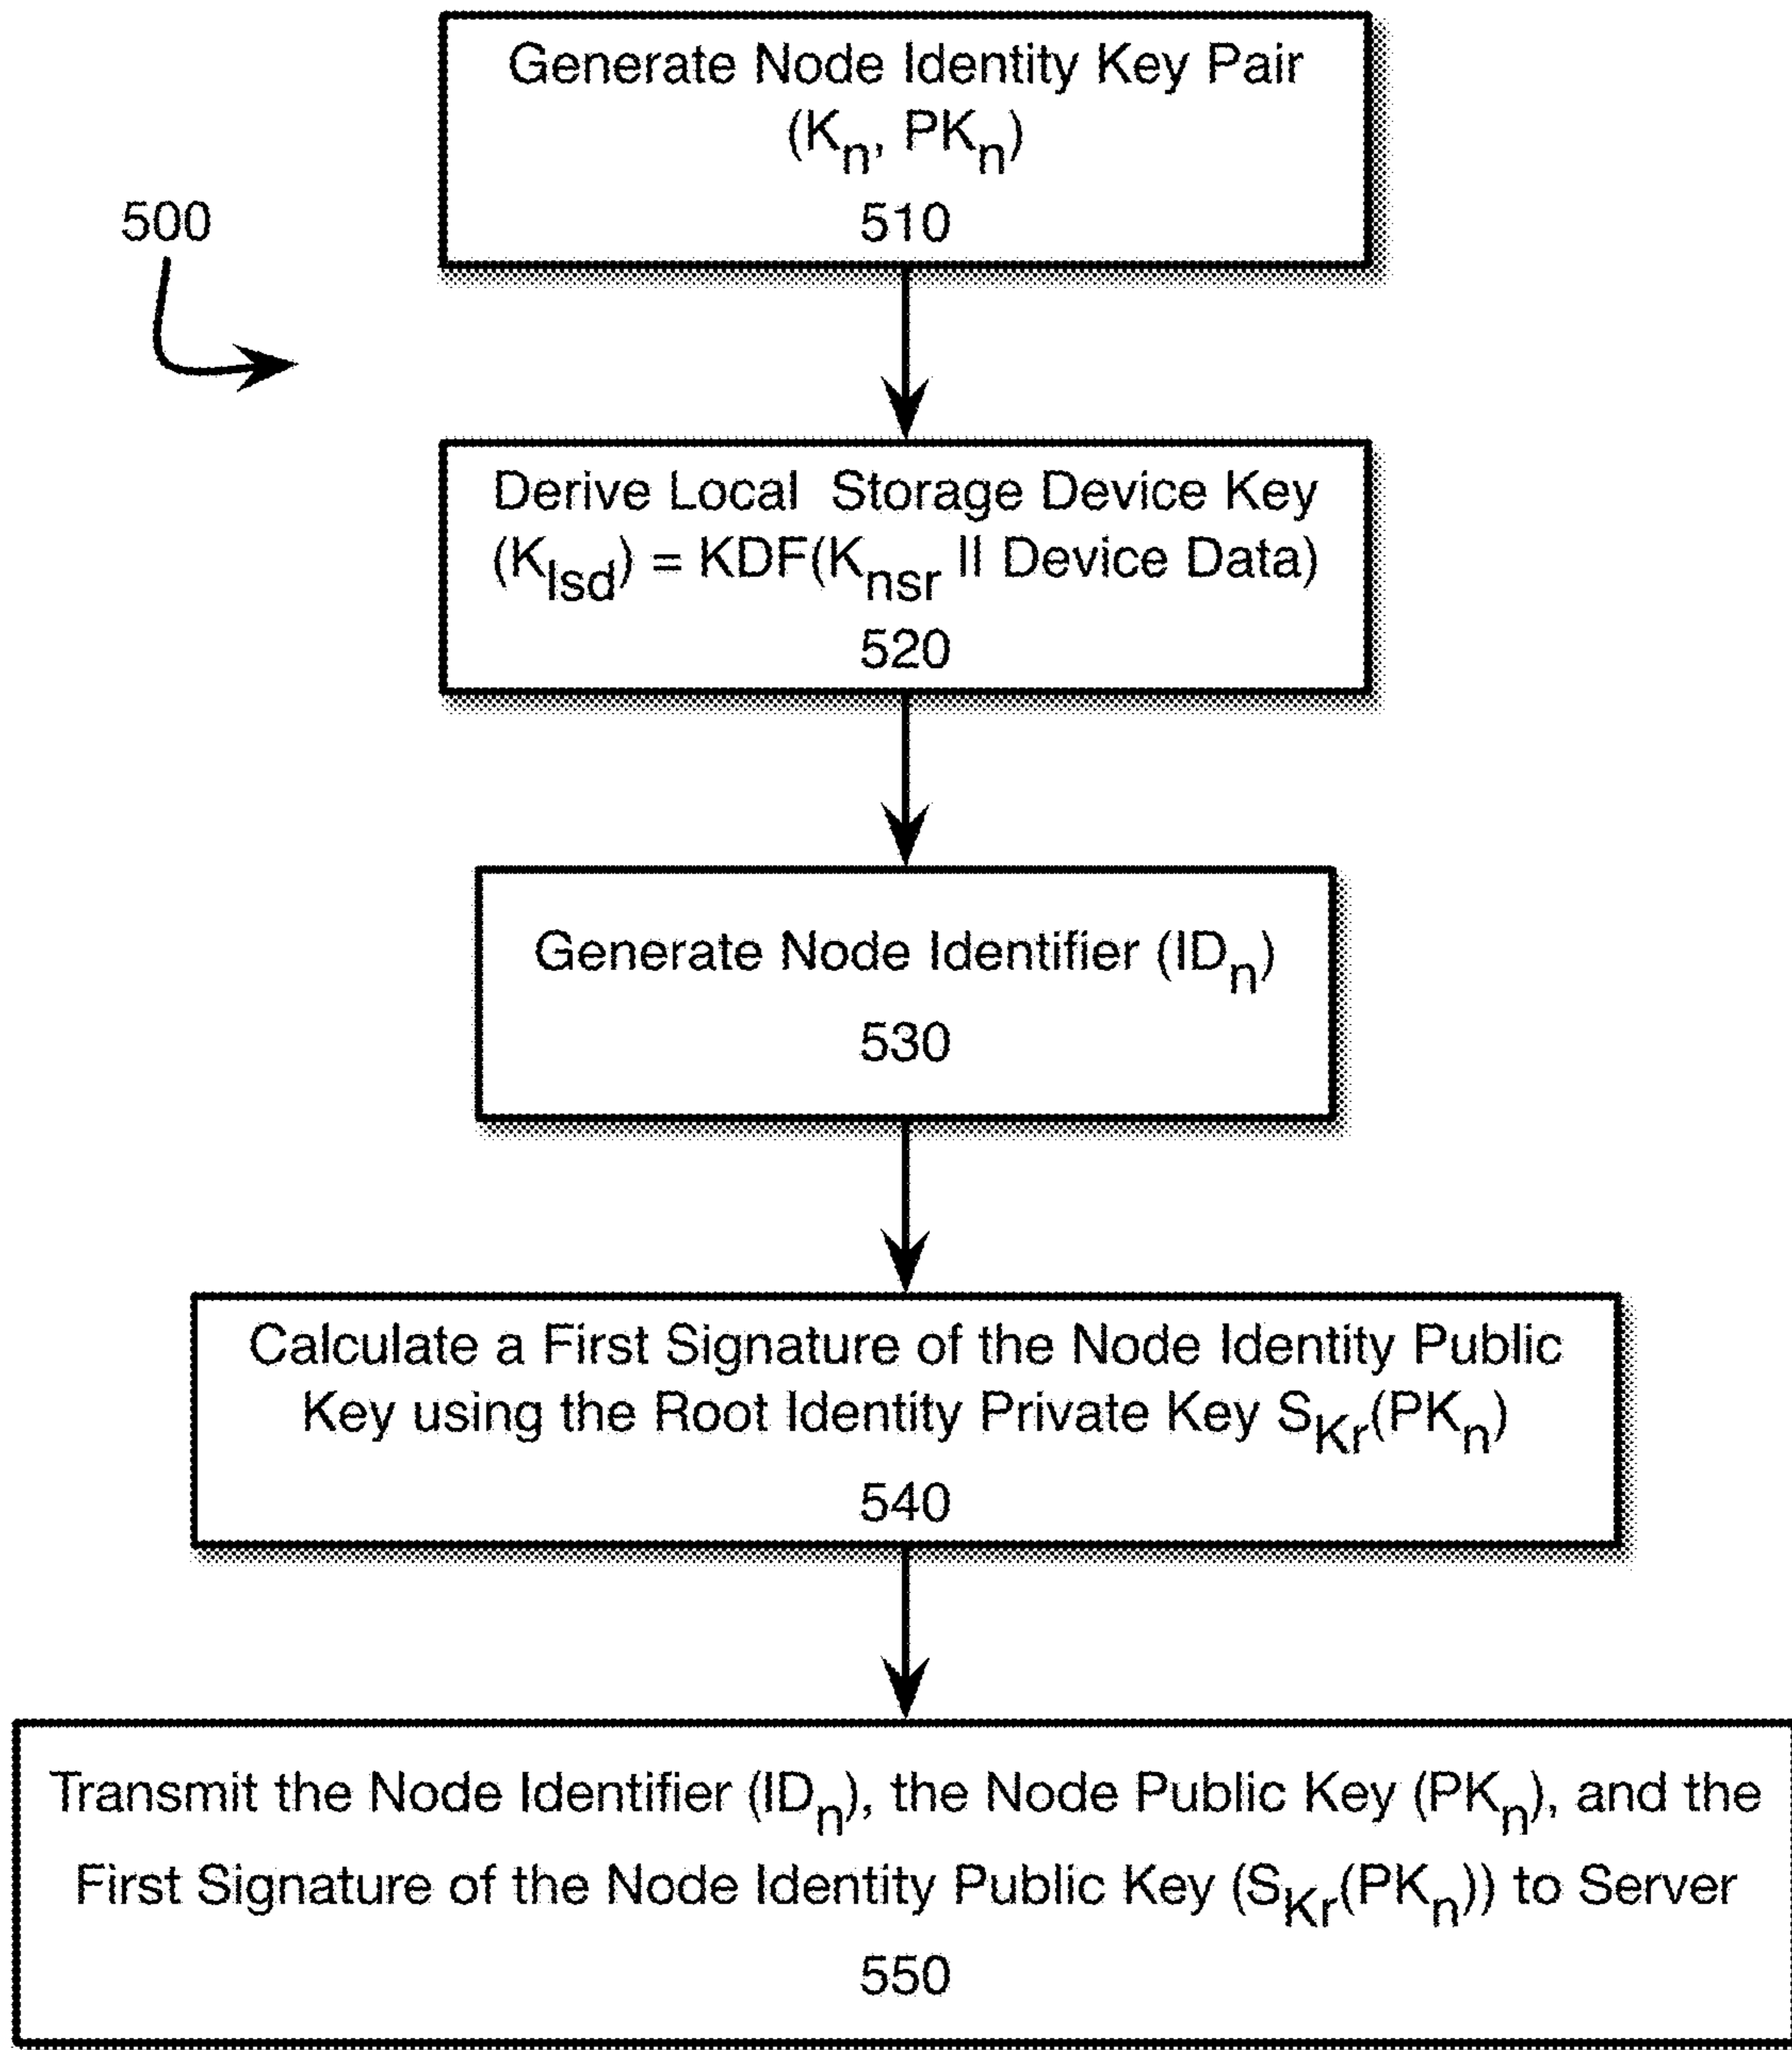 Generate Node Identity Key Pair
(Kn, PKn)
510
500
Derive Local Storage Device Key
(Klsd) = KDF(Knsr II Device Data)
520
Generate Node Identifier (IDn)
530
Calculate a First Signature of the Node Identity Public
Key using the Root Identity Private Key SKr(PKn)
540
Transmit the Node Identifier (IDn), the Node Public Key (PKn), and the
First Signature of the Node Identity Public Key (SKr(PKn)) to Server
550